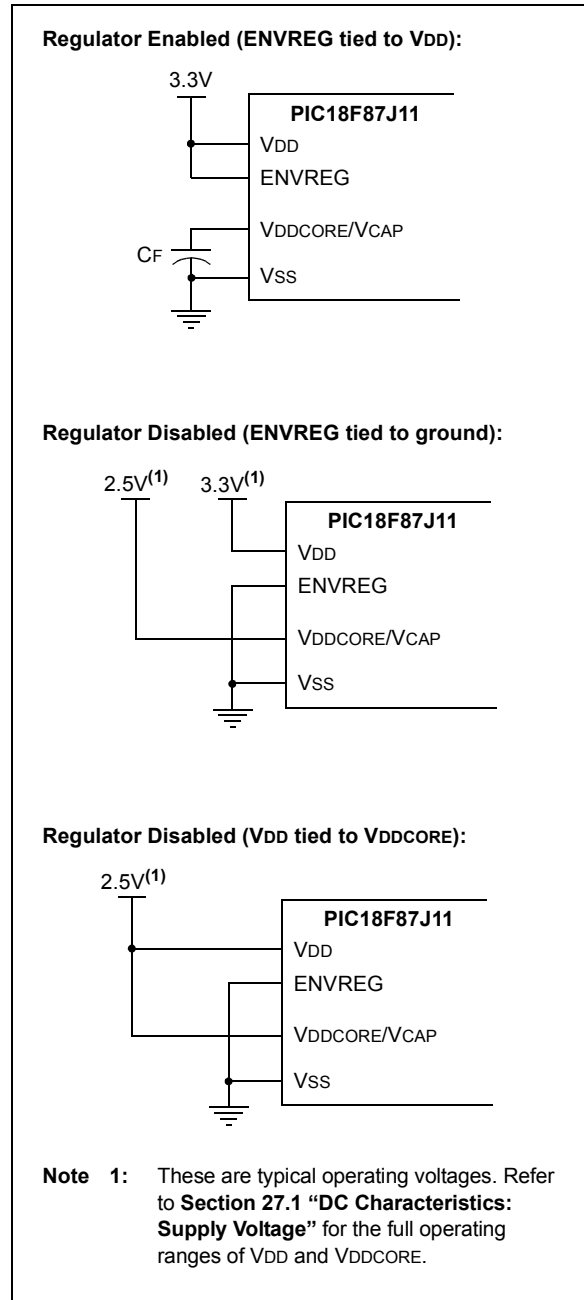 Regulator Enabled (ENVREG tied to VDD):
3.3V
PIC18F87J11
VDD
ENVREG
VDDCORE/VCAP
CF
VSS
Regulator Disabled (ENVREG tied to ground):
2.5V(1) 3.3V(1)
PIC18F87J11
VDD
ENVREG
VDDCORE/VCAP
VSS
Regulator Disabled (VDD tied to VDDCORE):
2.5V(1)
PIC18F87J11
VDD
ENVREG
VDDCORE/VCAP
VSS
Note 1: These are typical operating voltages. Refer
to Section 27.1 “DC Characteristics:
Supply Voltage” for the full operating
ranges of VDD and VDDCORE.